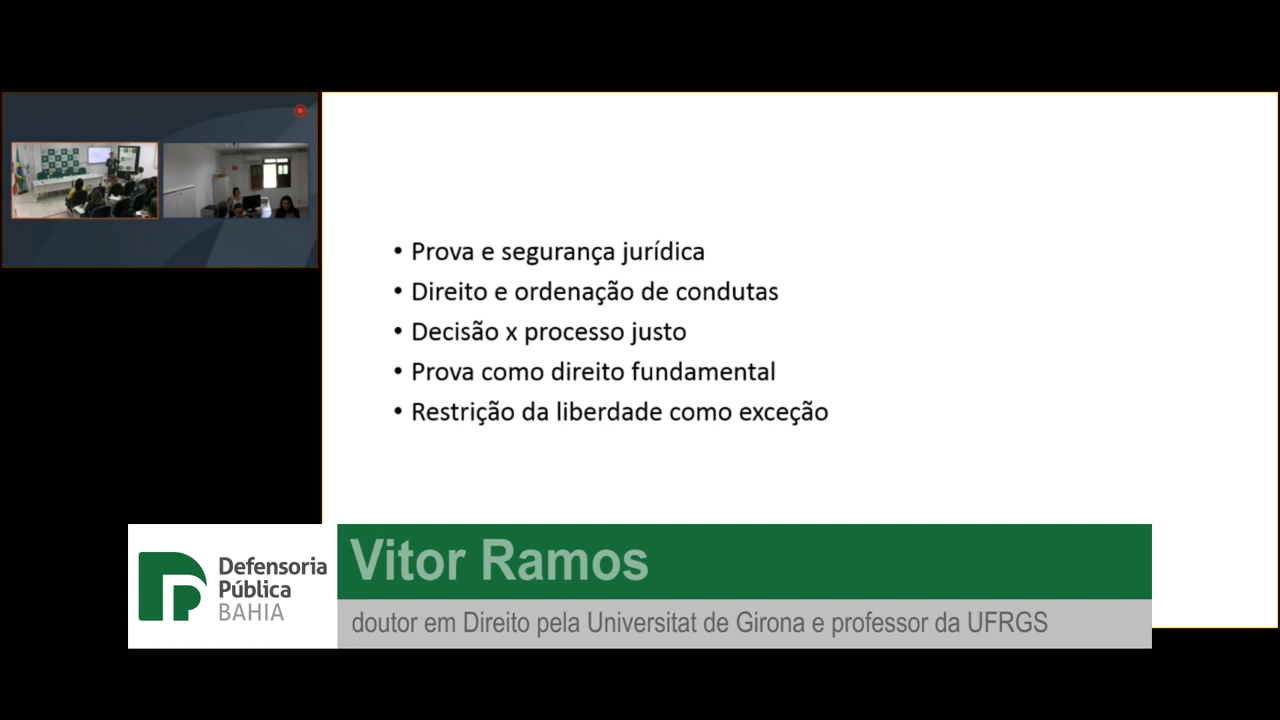 • Prova e segurança jurídica
• Direito e ordenação de condutas
• Decisão x processo justo
• Prova como direito fundamental
• Restrição da liberdade como exceção
Defensoria
Pública
BAHIA
Vitor Ramos
doutor em Direito pela Universitat de Girona e professor da UFRGS